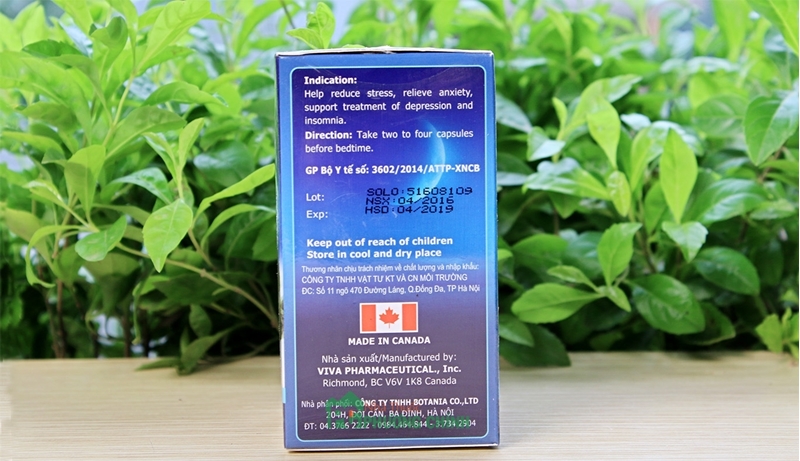 Indication:
Help reduce stress, relieve anxiety,
support treatment of depression and
insomnia.
Direction: Take two to four capsules
before bedtime.
GP Bộ Y tế số: 3602/2014/ATTP-XNCB
Lot: SOLO:51608109
NSX:04/2016
Exp: HSD:04/2019
Keep out of reach of children
Store in cool and dry place
Thương nhân chịu trách nhiệm về chất lượng và nhập khẩu:
CÔNG TY TNHH VẬT TƯ KT VÀ CN MÔI TRƯỜNG
ĐC: Số 11 ngõ 470 Đường Láng, Q.Đống Đa, TP Hà Nội
MADE IN CANADA
Nhà sản xuất/Manufactured by:
VIVA PHARMACEUTICAL, Inc.
Richmond, BC V6V 1K8 Canada
Nhà phân phối: CÔNG TY TNHH BOTANIA CO.,LTD
204H, ĐỘI CẤN, BA ĐÌNH, HÀ NỘI
ĐT: 04.3766 2222 - 0984.464.844 - 3.734 2904